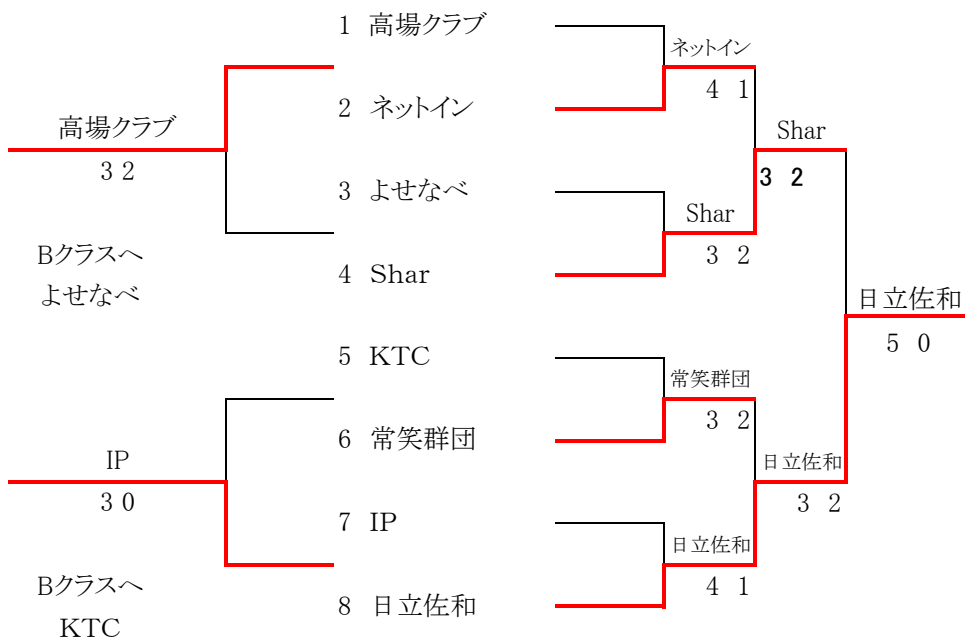 1 高場クラブ
2 ネットイン
3 よせなべ
4 Shar
5 KTC
6 常笑群団
7 IP
8 日立佐和
高場クラブ
3 2
Bクラスへ
よせなべ
IP
3 0
Bクラスへ
KTC
ネットイン
4 1
Shar
3 2
常笑群団
3 2
日立佐和
4 1
Shar
3 2
日立佐和
3 2
日立佐和
5 0